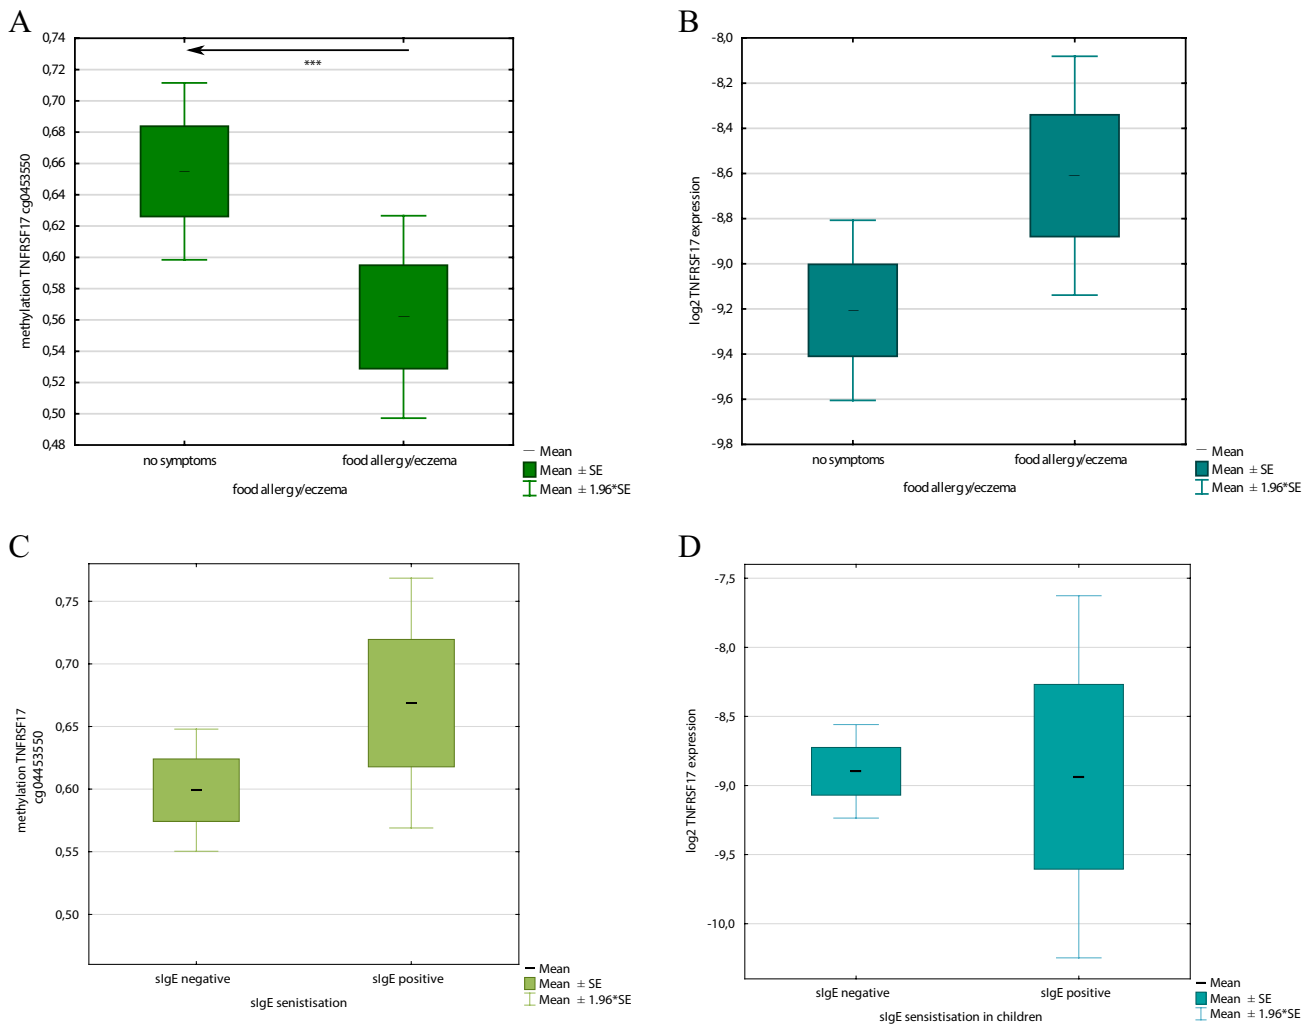 A
0,74
0,72
0,70
0,68
0,66
0,64
0,62
0,60
0,58
0,56
0,54
0,52
0,50
0,48
methylation TNFRSF17 cg0453550
***
no symptoms
food allergy/eczema
food allergy/eczema
Mean
Mean ± SE
Mean ± 1.96*SE
B
-8,0
-8,2
-8,4
-8,6
-8,8
-9,0
-9,2
-9,4
-9,6
-9,8
log2 TNFRSF17 expression
no symptoms
food allergy/eczema
food allergy/eczema
Mean
Mean ± SE
Mean ± 1.96*SE
C
0,75
0,70
0,65
0,60
0,55
0,50
methylation TNFRSF17
cg04453550
sIgE negative
sIgE positive
sIgE senistisation
Mean
Mean ± SE
Mean ± 1.96*SE
D
-7,5
-8,0
-8,5
-9,0
-9,5
-10,0
log2 TNFRSF17 expression
sIgE negative
sIgE positive
sIgE sensistisation in children
Mean
Mean ± SE
Mean ± 1.96*SE